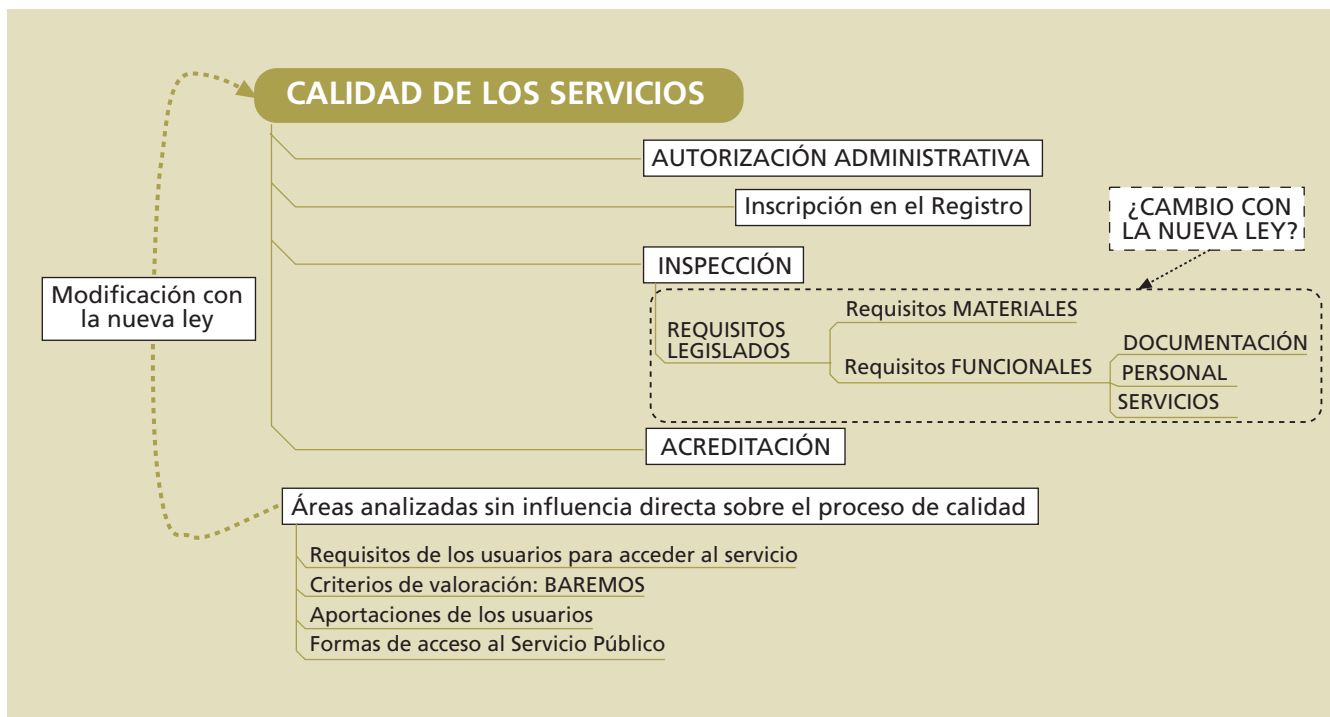 CALIDAD DE LOS SERVICIOS
AUTORIZACIÓN ADMINISTRATIVA
Inscripción en el Registro
¿CAMBIO CON
LA NUEVA LEY?
INSPECCIÓN
Modificación con
la nueva ley
REQUISITOS
LEGISLADOS
Requisitos MATERIALES
Requisitos FUNCIONALES
DOCUMENTACIÓN
PERSONAL
SERVICIOS
ACREDITACIÓN
Áreas analizadas sin influencia directa sobre el proceso de calidad
Requisitos de los usuarios para acceder al servicio
Criterios de valoración: BAREMOS
Aportaciones de los usuarios
Formas de acceso al Servicio Público